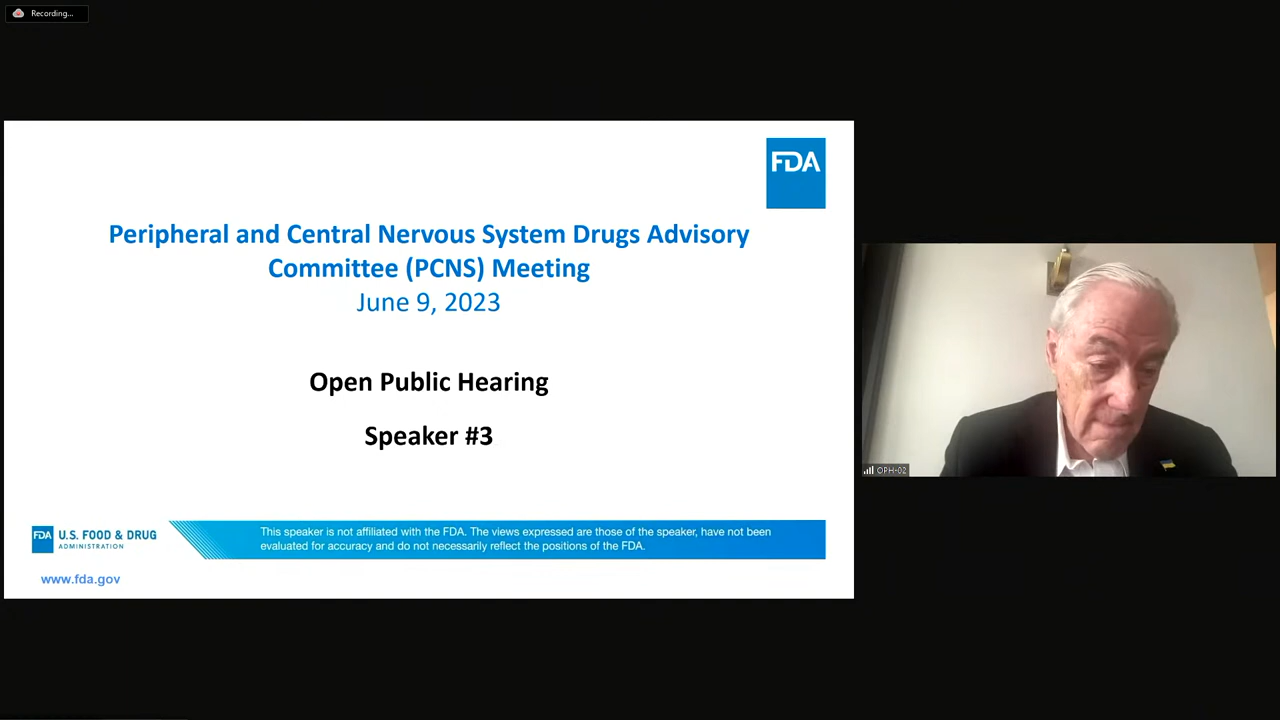 Recording...
FDA
Peripheral and Central Nervous System Drugs Advisory
Committee (PCNS) Meeting
June 9, 2023
Open Public Hearing
Speaker #3
FDA
U.S. FOOD & DRUG
ADMINISTRATION
This speaker is not affiliated with the FDA. The views expressed are those of the speaker, have not been
evaluated for accuracy and do not necessarily reflect the positions of the FDA.
www.fda.gov
OPH-02